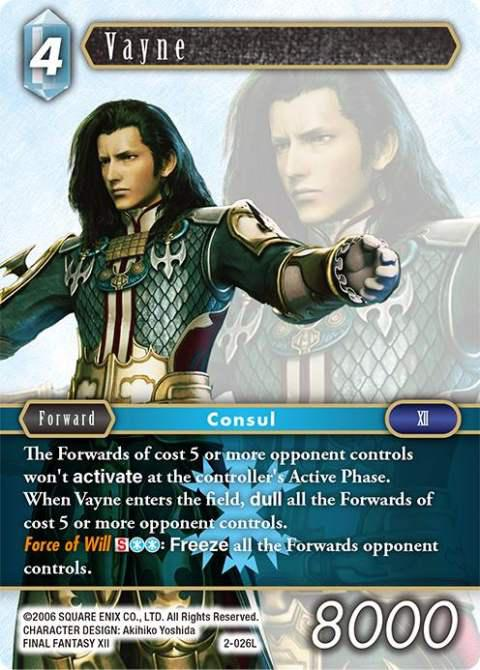 4
Vayne
Forward
Consul
XII
The Forwards of cost 5 or more opponent controls
won't activate at the controller's Active Phase.
When Vayne enters the field, dull all the Forwards of
cost 5 or more opponent controls.
Force of Will S: Freeze all the Forwards opponent
controls.
©2006 SQUARE ENIX CO., LTD. All Rights Reserved.
CHARACTER DESIGN: Akihiko Yoshida
FINAL FANTASY XII
2-026L
8000